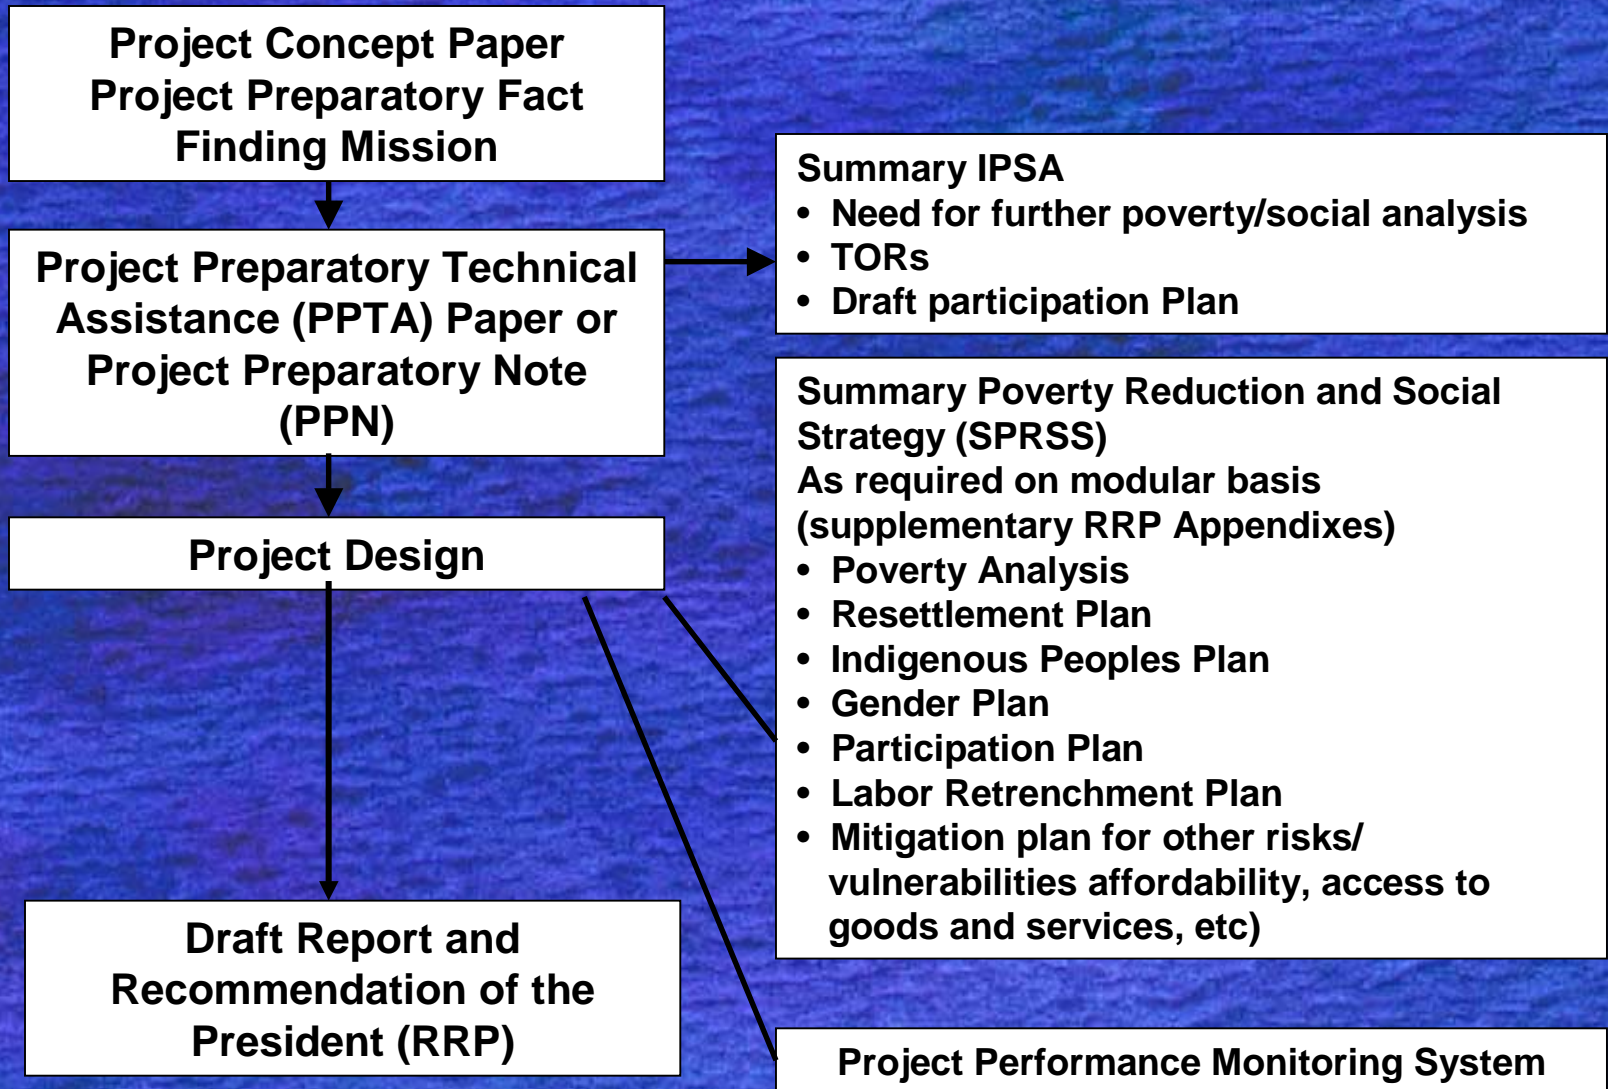 Project Concept Paper
Project Preparatory Fact
Finding Mission
Project Preparatory Technical
Assistance (PPTA) Paper or
Project Preparatory Note
(PPN)
Project Design
Draft Report and
Recommendation of the
President (RRP)
Summary IPSA
• Need for further poverty/social analysis
• TORs
• Draft participation Plan
Summary Poverty Reduction and Social
Strategy (SPRSS)
As required on modular basis
(supplementary RRP Appendixes)
• Poverty Analysis
• Resettlement Plan
• Indigenous Peoples Plan
• Gender Plan
• Participation Plan
• Labor Retrenchment Plan
• Mitigation plan for other risks/
vulnerabilities affordability, access to
goods and services, etc)
Project Performance Monitoring System